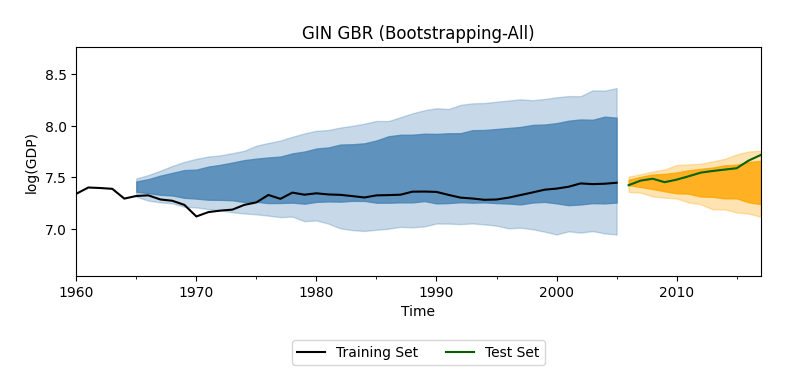 GIN GBR (Bootstrapping-All)
log(GDP)
8.5
8.0
7.5
7.0
1960 1970 1980 1990 2000 2010
Time
Training Set Test Set